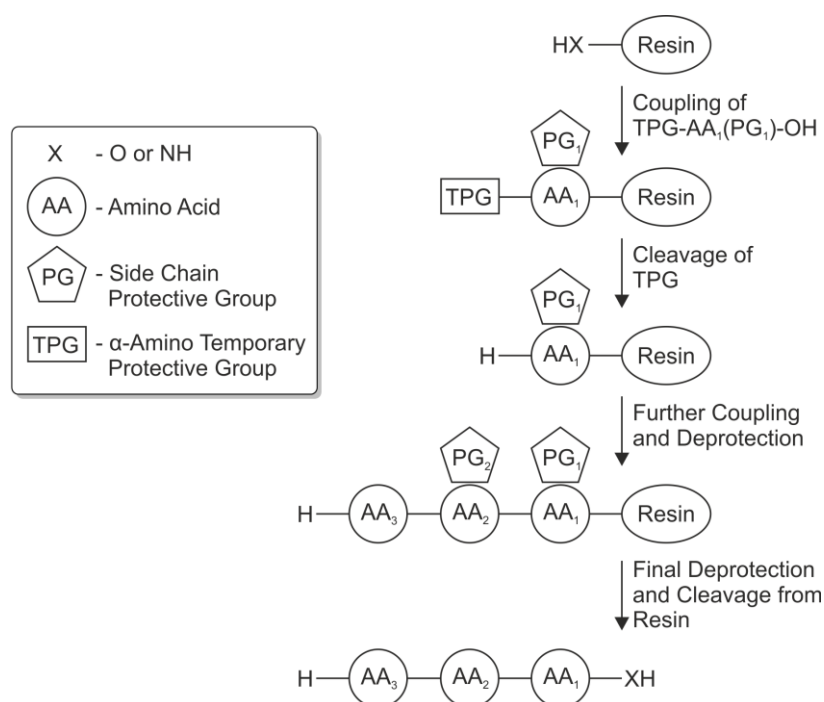 HX
Resin
Coupling of
TPG-AA₁(PG₁)-OH
X - O or NH
AA - Amino Acid
PG - Side Chain
Protective Group
TPG - α-Amino Temporary
Protective Group
PG₁
TPG
AA₁
Resin
Cleavage of
TPG
PG₁
H
AA₁
Resin
Further Coupling
and Deprotection
PG₂
PG₁
H
AA₃
AA₂
AA₁
Resin
Final Deprotection
and Cleavage from
Resin
H
AA₃
AA₂
AA₁
XH